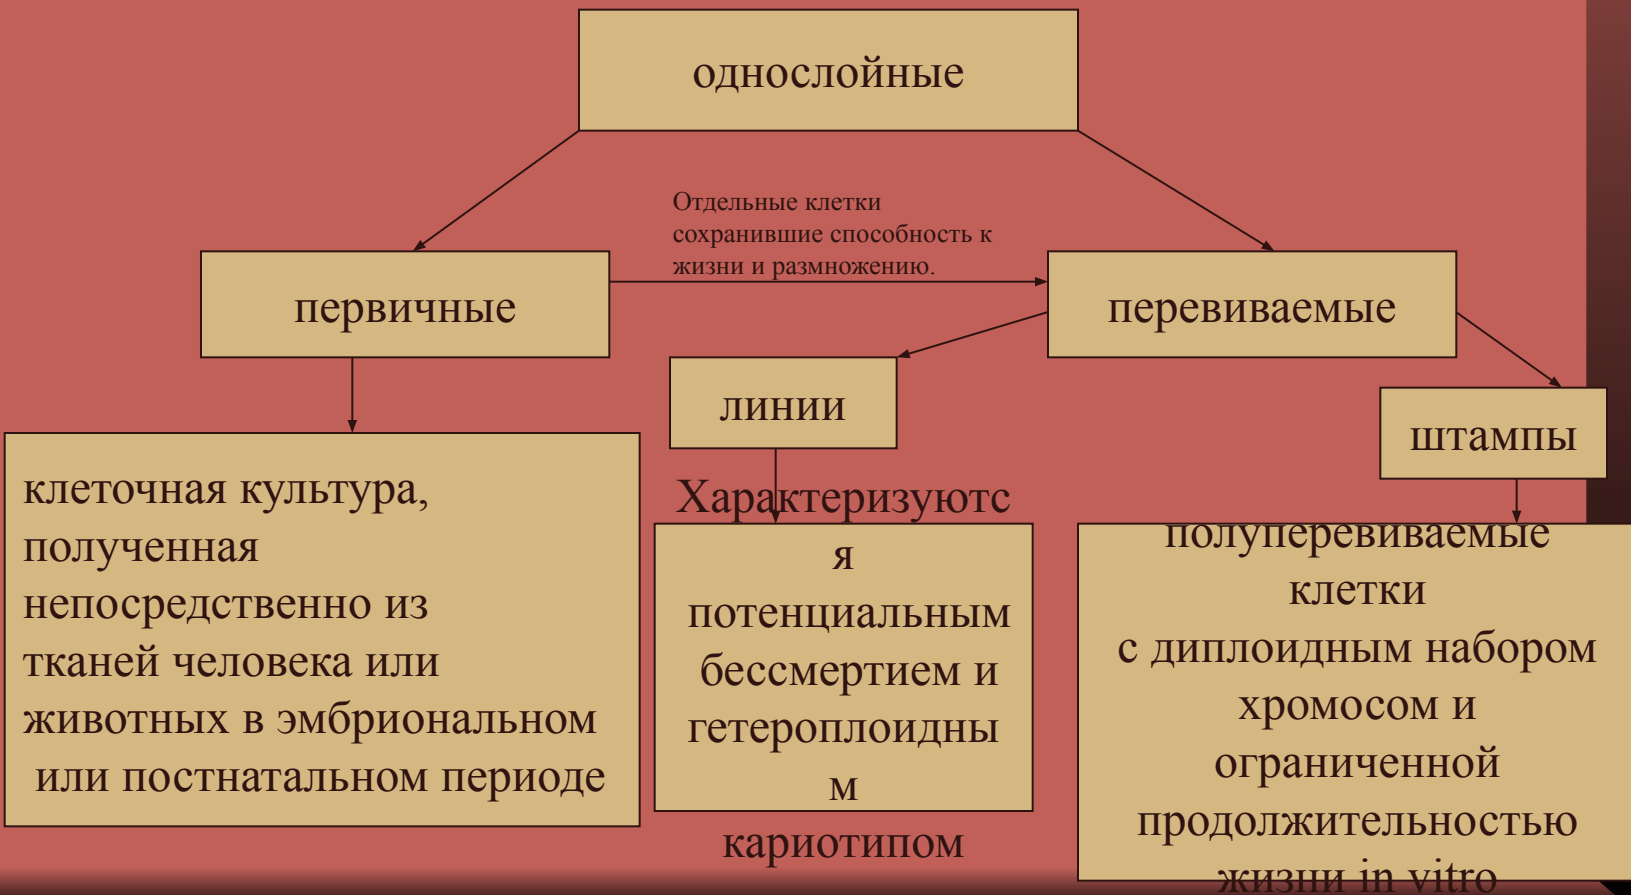 однослойные
Отдельные клетки
сохранившие способность к
жизни и размножению.
первичные
перевиваемые
линии
штампы
клеточная культура,
полученная
непосредственно из
тканей человека или
животных в эмбриональном
или постнатальном периоде
Характеризуютс
я
потенциальным
бессмертием и
гетероплоидны
м
кариотипом
полуперевиваемые
клетки
с диплоидным набором
хромосом и
ограниченной
продолжительностью
жизни in vitro